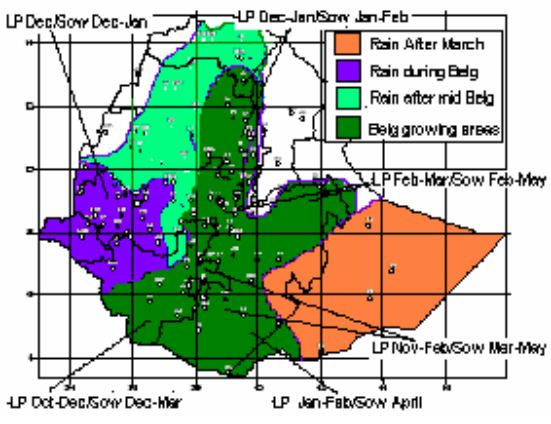 LP Dec/Sow Dec-Jan
LP Dec-Jan/Sow Jan-Feb
Rain After March
Rain during Belg
Rain after mid Belg
Belg growing areas
LP Feb-Mar/Sow Feb-May
LP Nov-Feb/Sow Mar-May
-LP Oct-Dec/Sow Dec-Mar
-LP Jan-Feb/Sow April